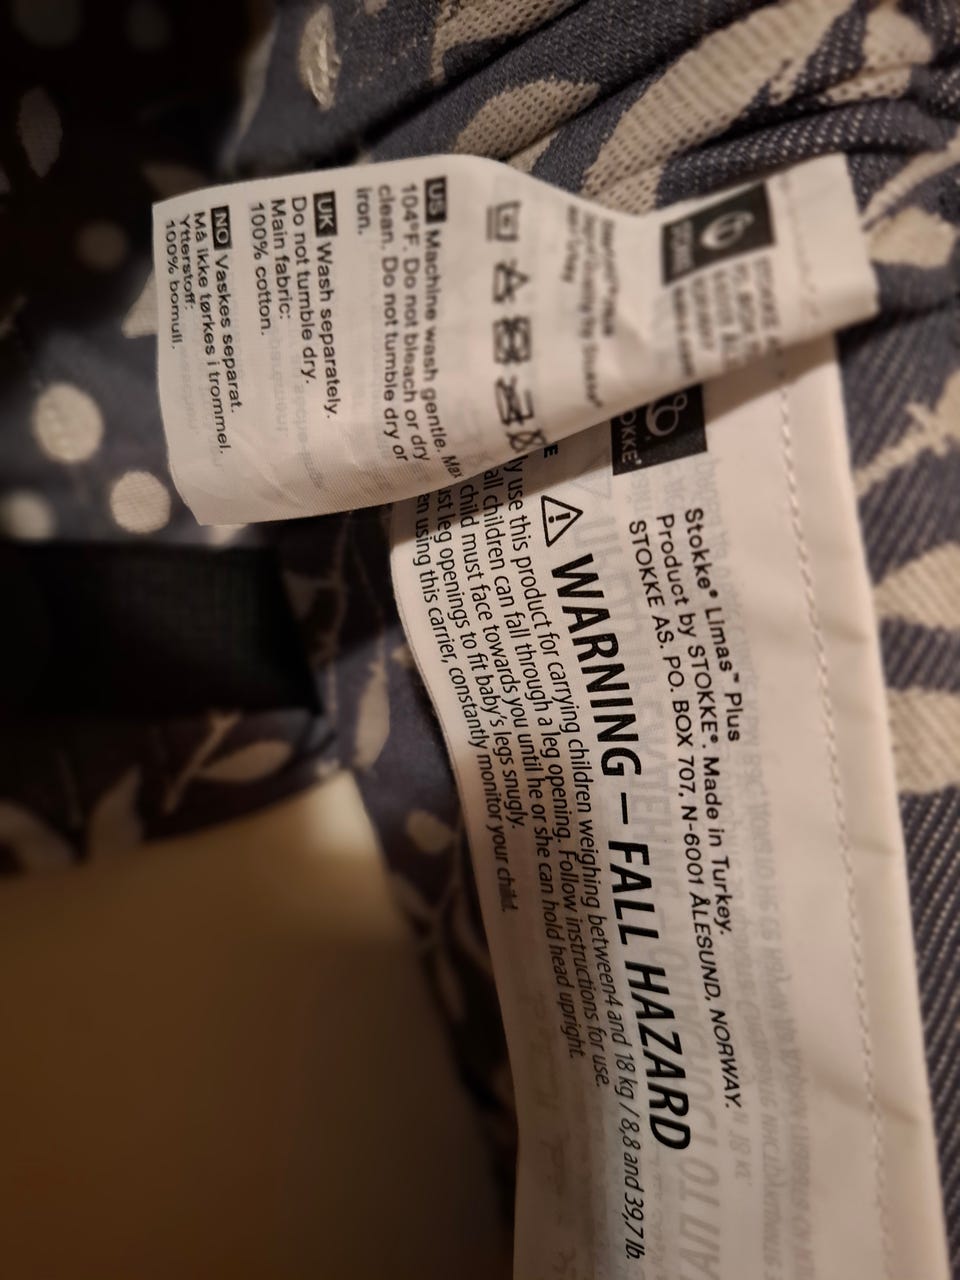 STOKKE
US Machine wash gentle. Max
104°F. Do not bleach or dry
clean. Do not tumble dry or
iron.
UK Wash separately.
Do not tumble dry.
Main fabric:
100% cotton.
NO Vaskes separat.
Må ikke tørkes i trommel.
Ytterstoff:
100% bomull.
Stokke® Limas™ Plus
Product by STOKKE®. Made in Turkey.
STOKKE AS. PO. BOX 707, N-6001 ÅLESUND, NORWAY.
⚠ WARNING – FALL HAZARD
use this product for carrying children weighing between4 and 18 kg / 8,8 and 39,7 lb.
all children can fall through a leg opening. Follow instructions for use.
child must face towards you until he or she can hold head upright.
leg openings to fit baby's legs snugly.
using this carrier, constantly monitor your child.